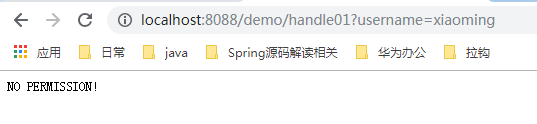 localhost:8088/demo/handle01?username=xiaoming
应用 日常 java Spring源码解读相关 华为办公 拉钩
NO PERMISSION!